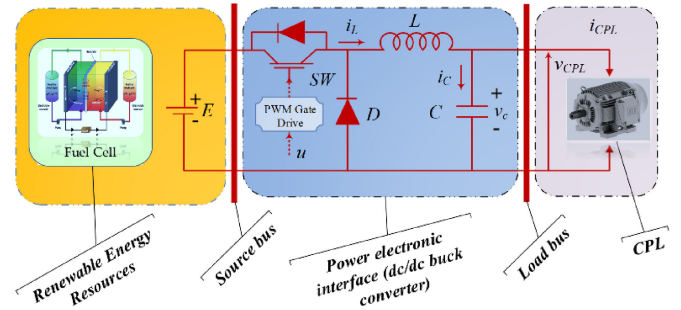 Fuel Cell
E
SW
PWM Gate
Drive
u
i_L
L
D
i_C
C
+
v_c
-
+
-
v_CPL
i_CPL
Renewable Energy
Resources
Source bus
Power electronic
interface (dc/dc buck
converter)
Load bus
CPL